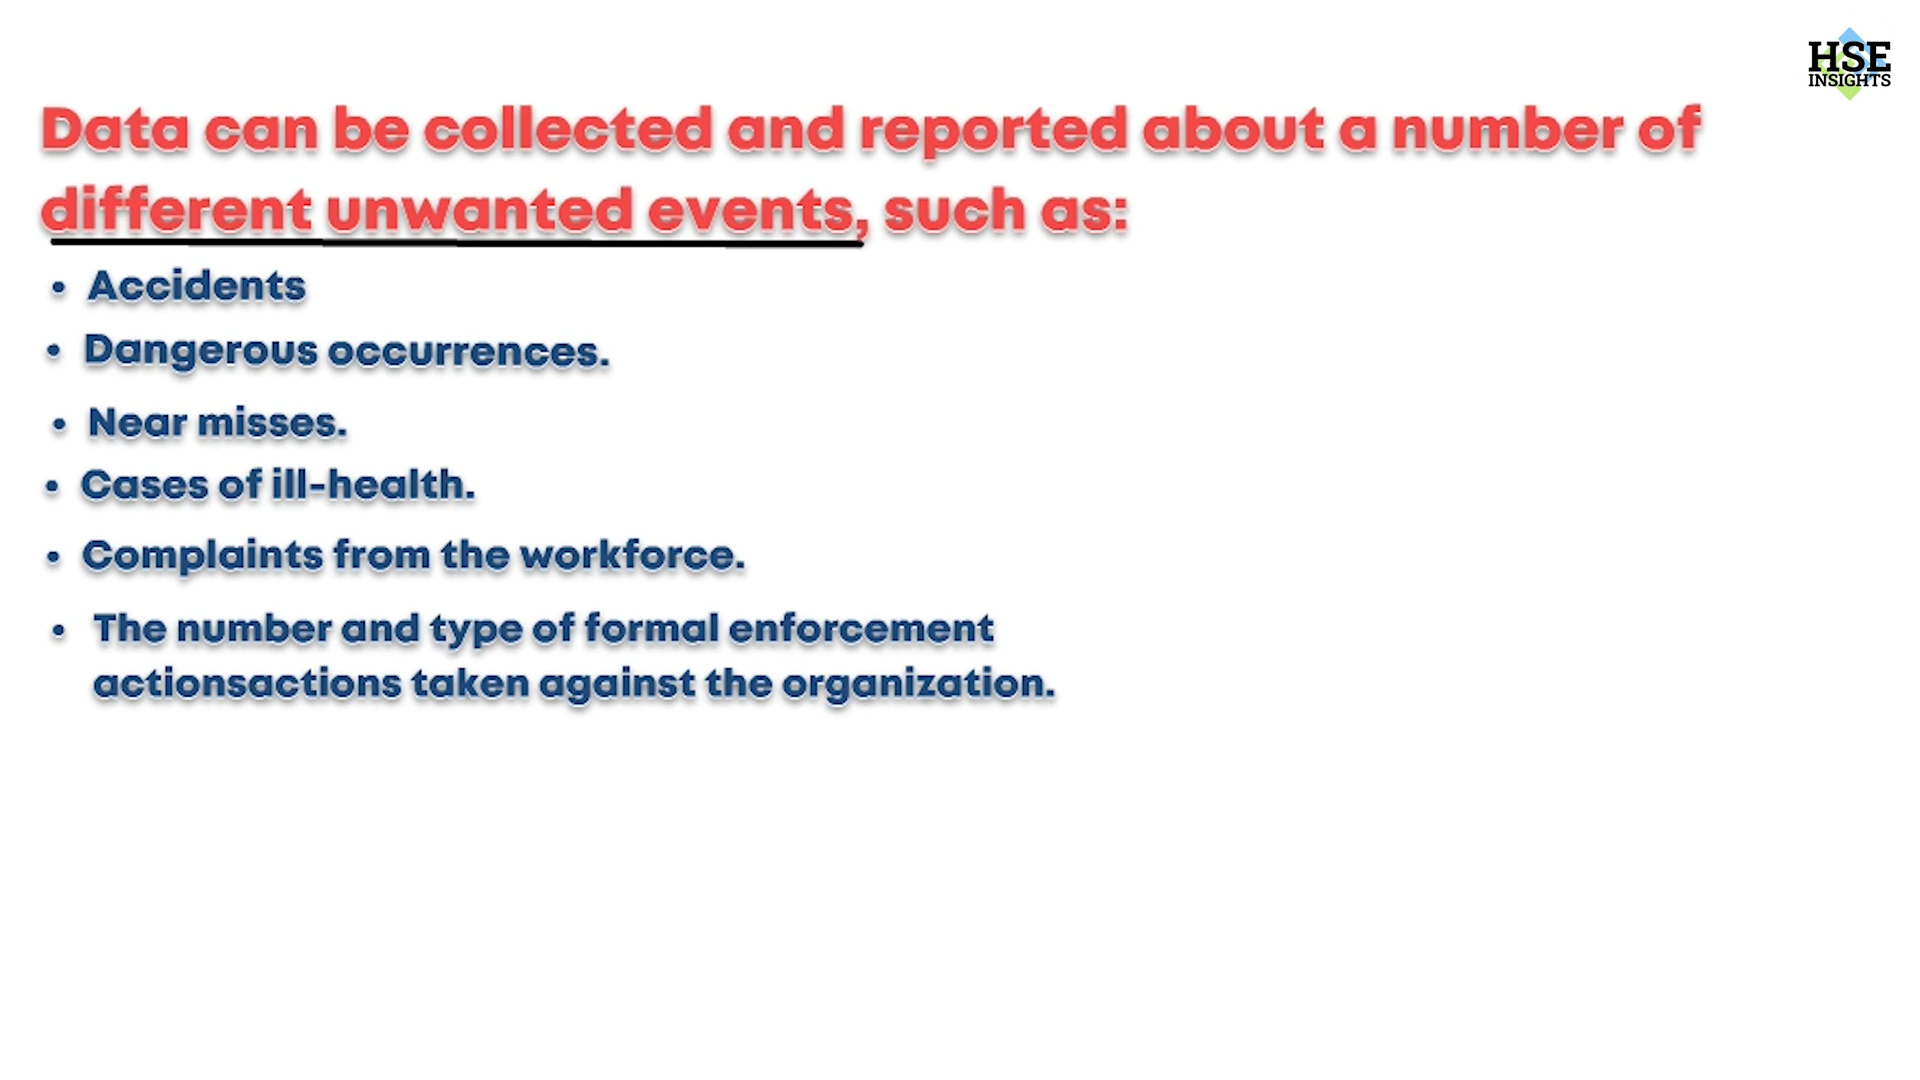 HSE
INSIGHTS
Data can be collected and reported about a number of
different unwanted events, such as:
• Accidents
• Dangerous occurrences.
• Near misses.
• Cases of ill-health.
• Complaints from the workforce.
• The number and type of formal enforcement
actionsactions taken against the organization.